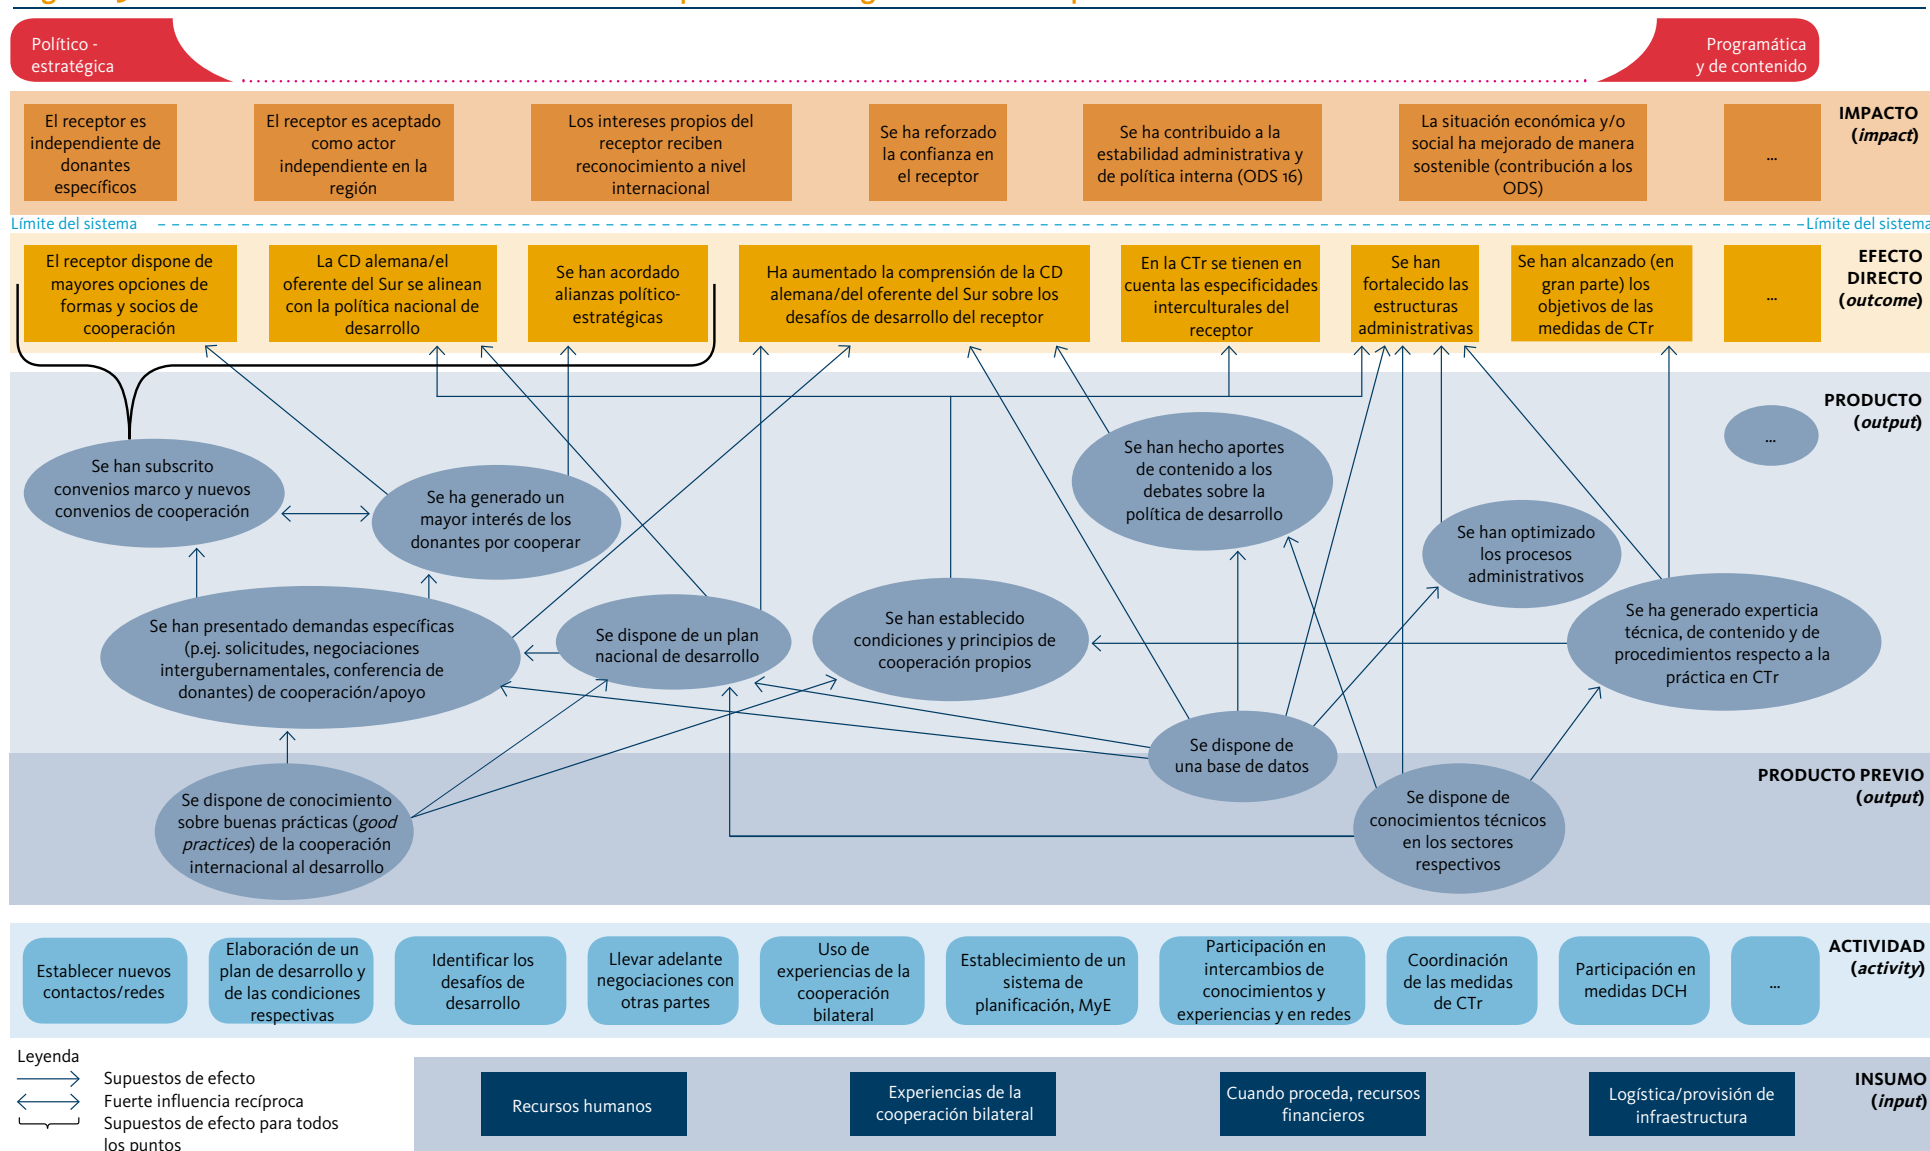 Político -
estratégica
Programática
y de contenido
El receptor es
independiente de
donantes
específicos
El receptor es aceptado
como actor
independiente en la
región
Los intereses propios del
receptor reciben
reconocimiento a nivel
internacional
Se ha reforzado
la confianza en
el receptor
Se ha contribuido a la
estabilidad administrativa y
de política interna (ODS 16)
La situación económica y/o
social ha mejorado de manera
sostenible (contribución a los
ODS)
...
IMPACTO
(impact)
Límite del sistema
Límite del sistema
El receptor dispone de
mayores opciones de
formas y socios de
cooperación
La CD alemana/el
oferente del Sur se alinean
con la política nacional de
desarrollo
Se han acordado
alianzas político-
estratégicas
Ha aumentado la comprensión de la CD
alemana/del oferente del Sur sobre los
desafíos de desarrollo del receptor
En la CTr se tienen en
cuenta las especificidades
interculturales del
receptor
Se han
fortalecido las
estructuras
administrativas
Se han alcanzado (en
gran parte) los
objetivos de las
medidas de CTr
...
EFECTO
DIRECTO
(outcome)
PRODUCTO
(output)
...
Se han subscrito
convenios marco y nuevos
convenios de cooperación
Se ha generado un
mayor interés de los
donantes por cooperar
Se han hecho aportes
de contenido a los
debates sobre la
política de desarrollo
Se han optimizado
los procesos
administrativos
Se han presentado demandas específicas
(p.ej. solicitudes, negociaciones
intergubernamentales, conferencia de
donantes) de cooperación/apoyo
Se dispone de un plan
nacional de desarrollo
Se han establecido
condiciones y principios de
cooperación propios
Se ha generado experticia
técnica, de contenido y de
procedimientos respecto a la
práctica en CTr
Se dispone de
una base de datos
PRODUCTO PREVIO
(output)
Se dispone de conocimiento
sobre buenas prácticas (good
practices) de la cooperación
internacional al desarrollo
Se dispone de
conocimientos técnicos
en los sectores
respectivos
Establecer nuevos
contactos/redes
Elaboración de un
plan de desarrollo y
de las condiciones
respectivas
Identificar los
desafíos de
desarrollo
Llevar adelante
negociaciones con
otras partes
Uso de
experiencias de la
cooperación
bilateral
Establecimiento de un
sistema de
planificación, MyE
Participación en
intercambios de
conocimientos y
experiencias y en redes
Coordinación
de las medidas
de CTr
Participación en
medidas DCH
...
ACTIVIDAD
(activity)
Leyenda
Supuestos de efecto
Fuerte influencia recíproca
Supuestos de efecto para todos
los puntos
Recursos humanos
Experiencias de la
cooperación bilateral
Cuando proceda, recursos
financieros
Logística/provisión de
infraestructura
INSUMO
(input)